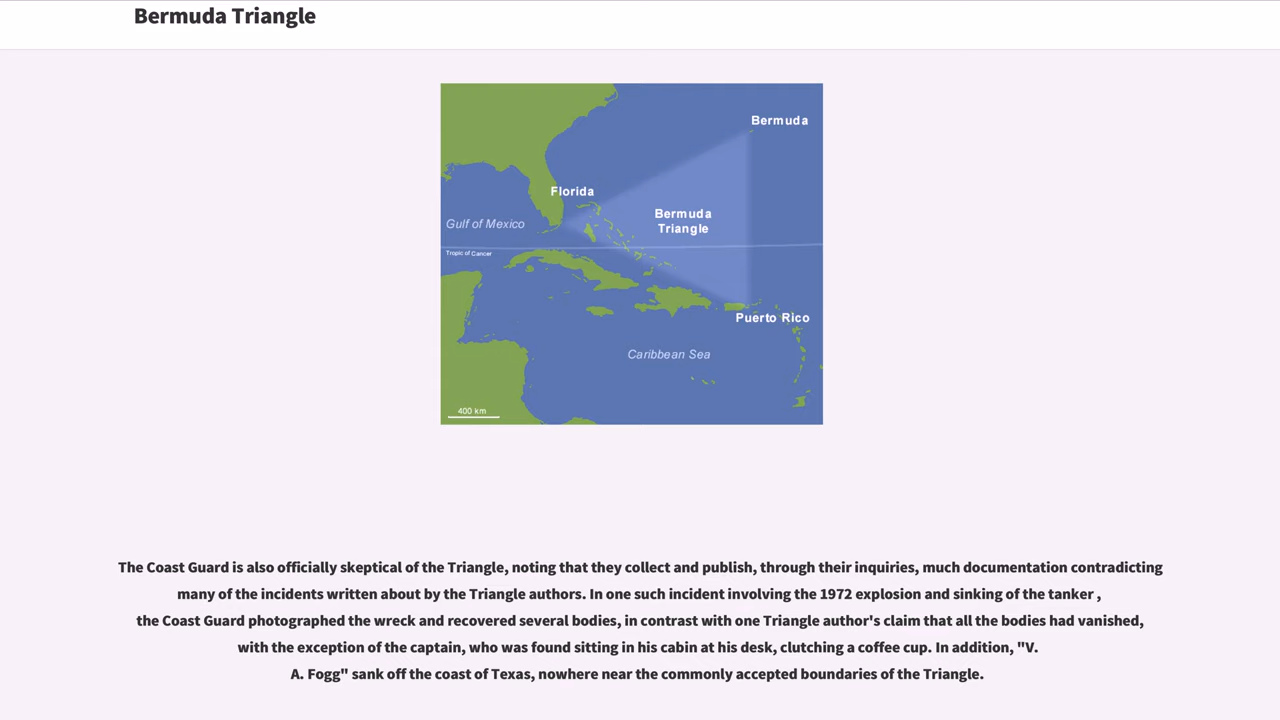 Bermuda Triangle
Bermuda
Florida
Bermuda
Triangle
Gulf of Mexico
Tropic of Cancer
Puerto Rico
Caribbean Sea
400 km
The Coast Guard is also officially skeptical of the Triangle, noting that they collect and publish, through their inquiries, much documentation contradicting
many of the incidents written about by the Triangle authors. In one such incident involving the 1972 explosion and sinking of the tanker ,
the Coast Guard photographed the wreck and recovered several bodies, in contrast with one Triangle author's claim that all the bodies had vanished,
with the exception of the captain, who was found sitting in his cabin at his desk, clutching a coffee cup. In addition, "V.
A. Fogg" sank off the coast of Texas, nowhere near the commonly accepted boundaries of the Triangle.